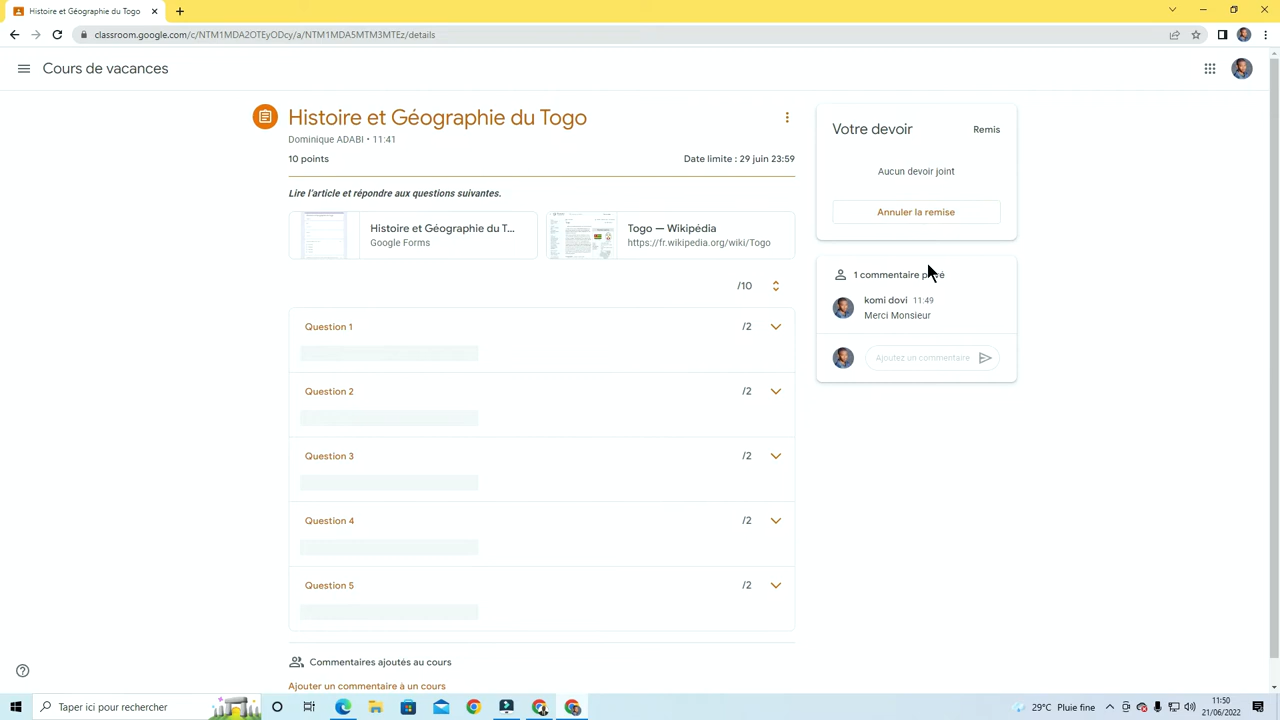 Histoire et Géographie du Togo
classroom.google.com/c/NTM1MDA2OTEyODcy/a/NTM1MDA5MTM3MTEz/details
Cours de vacances
Histoire et Géographie du Togo
Dominique ADABI • 11:41
10 points
Date limite : 29 juin 23:59
Lire l'article et répondre aux questions suivantes.
Histoire et Géographie du T...
Google Forms
Togo — Wikipédia
https://fr.wikipedia.org/wiki/Togo
/10
Question 1
/2
Question 2
/2
Question 3
/2
Question 4
/2
Question 5
/2
Commentaires ajoutés au cours
Ajouter un commentaire à un cours
Votre devoir
Remis
Aucun devoir joint
Annuler la remise
1 commentaire privé
komi dovi 11:49
Merci Monsieur
Ajoutez un commentaire
Taper ici pour rechercher
29°C Pluie fine
11:50
21/06/2022